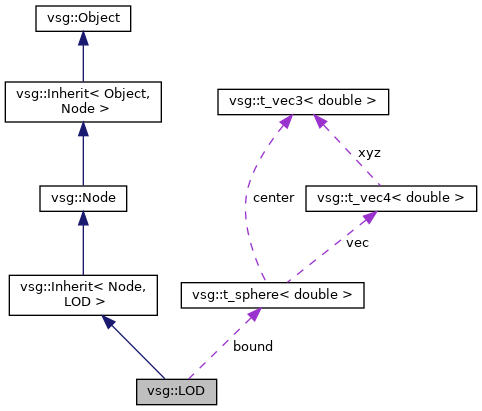 vsg::Object
vsg::Inherit< Object,
Node >
vsg::t_vec3< double >
xyz
vsg::Node
center
vsg::t_vec4< double >
vec
vsg::Inherit< Node,
LOD >
vsg::t_sphere< double >
bound
vsg::LOD